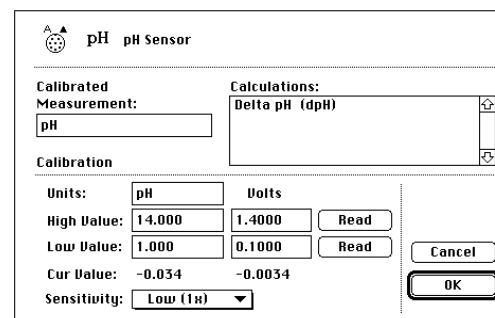 A
pH pH Sensor
Calibrated
Measurement:
pH
Calculations:
Delta pH (dpH)
Calibration
Units: pH Volts
High Value: 14.000 1.4000 Read
Low Value: 1.000 0.1000 Read
Cur Value: -0.034 -0.0034
Sensitivity: Low (1x)
Cancel
OK